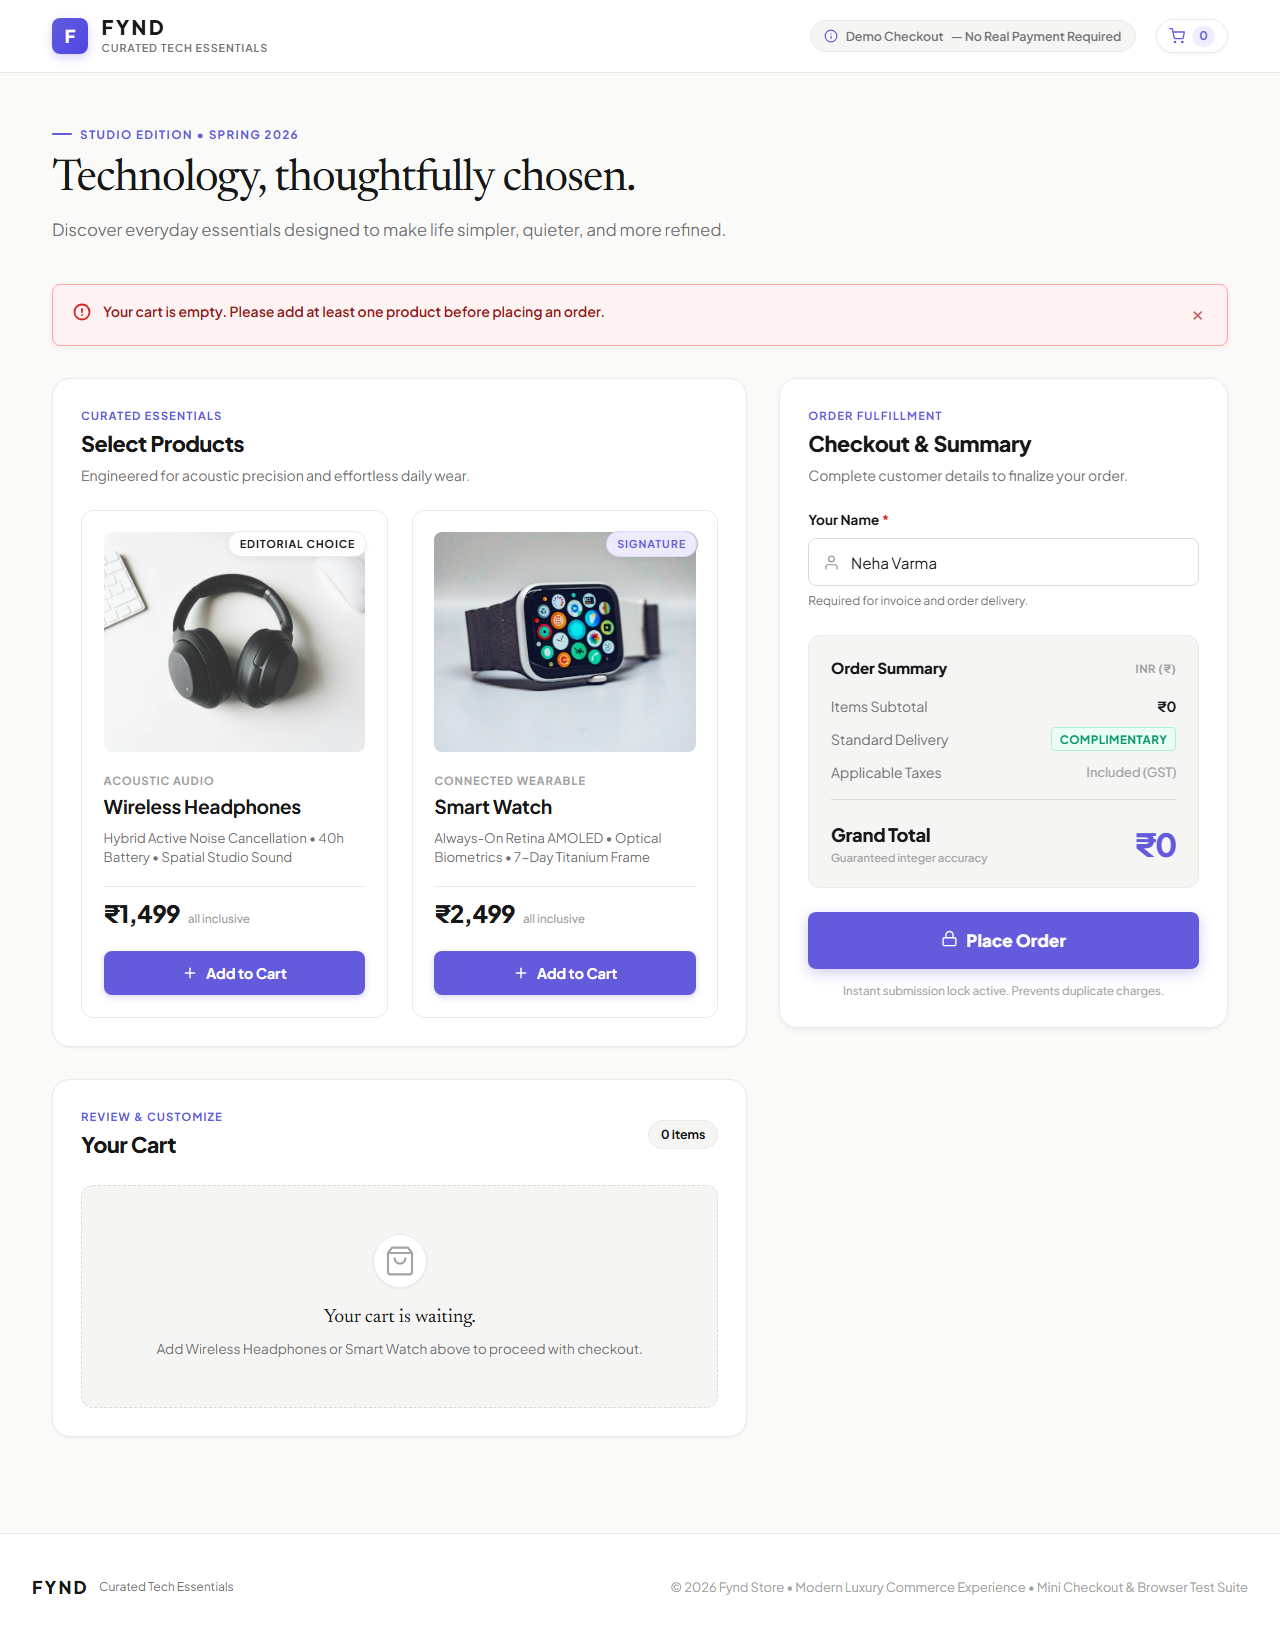 F
FYND
CURATED TECH ESSENTIALS
Demo Checkout — No Real Payment Required
0
STUDIO EDITION • SPRING 2026
Technology, thoughtfully chosen.
Discover everyday essentials designed to make life simpler, quieter, and more refined.
Your cart is empty. Please add at least one product before placing an order.
CURATED ESSENTIALS
Select Products
Engineered for acoustic precision and effortless daily wear.
EDITORIAL CHOICE
ACOUSTIC AUDIO
Wireless Headphones
Hybrid Active Noise Cancellation • 40h
Battery • Spatial Studio Sound
₹1,499 all inclusive
Add to Cart
SIGNATURE
CONNECTED WEARABLE
Smart Watch
Always-On Retina AMOLED • Optical
Biometrics • 7-Day Titanium Frame
₹2,499 all inclusive
Add to Cart
ORDER FULFILLMENT
Checkout & Summary
Complete customer details to finalize your order.
Your Name *
Neha Varma
Required for invoice and order delivery.
Order Summary INR (₹)
Items Subtotal ₹0
Standard Delivery COMPLIMENTARY
Applicable Taxes Included (GST)
Grand Total ₹0
Guaranteed integer accuracy
Place Order
Instant submission lock active. Prevents duplicate charges.
REVIEW & CUSTOMIZE
Your Cart
0 items
Your cart is waiting.
Add Wireless Headphones or Smart Watch above to proceed with checkout.
FYND Curated Tech Essentials
© 2026 Fynd Store • Modern Luxury Commerce Experience • Mini Checkout & Browser Test Suite